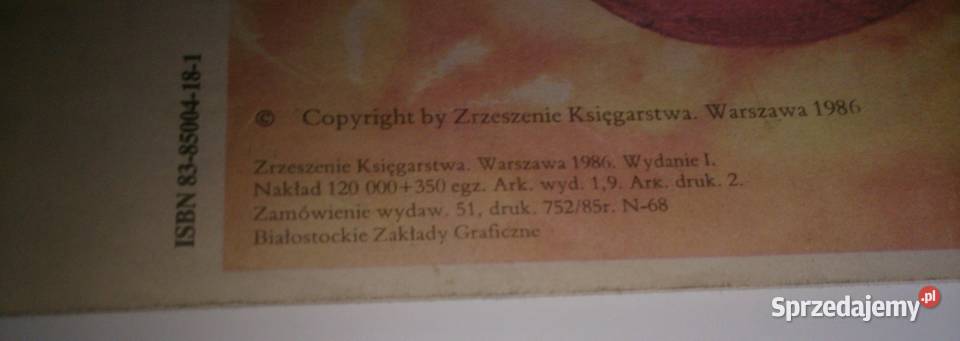 ISBN 83-85004-18-1
© Copyright by Zrzeszenie Księgarstwa. Warszawa 1986
Zrzeszenie Księgarstwa. Warszawa 1986. Wydanie I.
Nakład 120 000+350 egz. Ark. wyd. 1,9. Ark. druk. 2.
Zamówienie wydaw. 51, druk. 752/85r. N-68
Białostockie Zakłady Graficzne
Sprzedajemy.pl